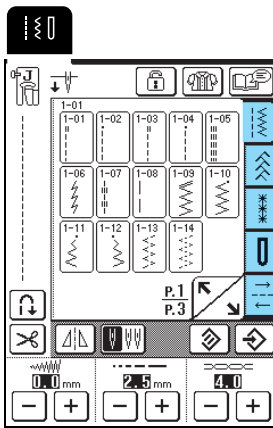 J
1-01
1-01 1-02 1-03 1-04 1-05
1-06 1-07 1-08 1-09 1-10
1-11 1-12 1-13 1-14
P.1
P.3
0.0 mm 2.5 mm 4.0
− + − + − +